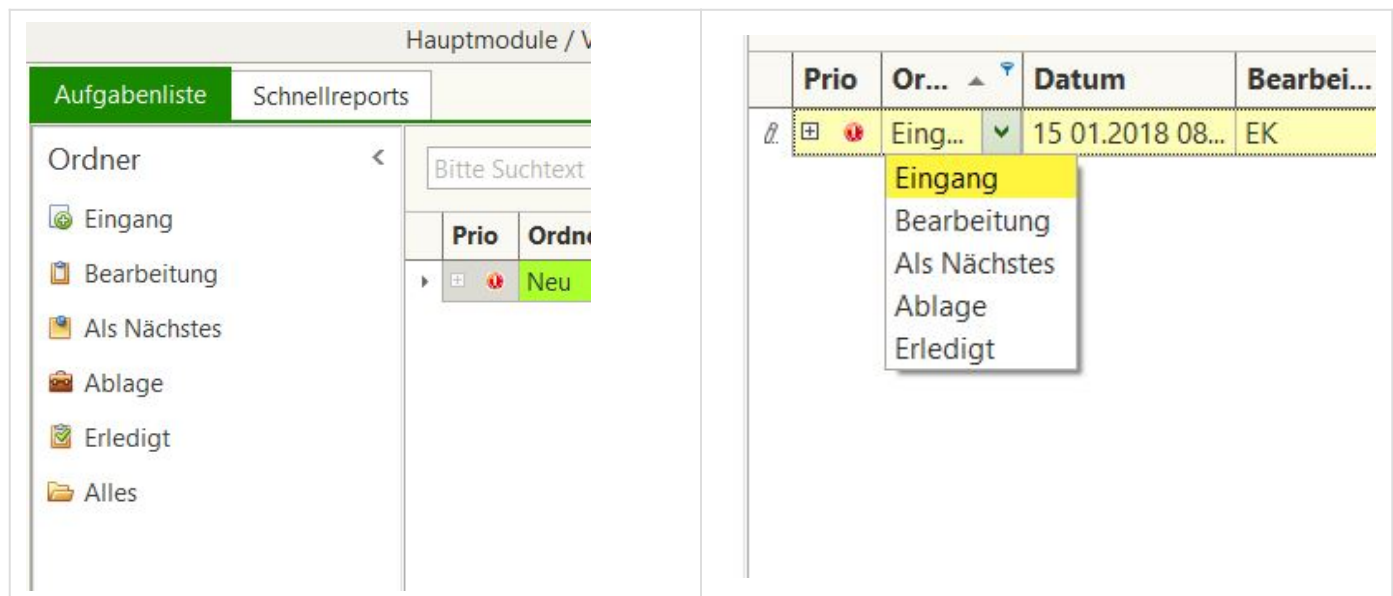 Hauptmodule / V
Aufgabenliste Schnellreports
Ordner <
Bitte Suchtext
Eingang
Bearbeitung
Als Nächstes
Ablage
Erledigt
Alles
Prio Ordne
Neu
Prio Or... Datum Bearbei...
Eing... 15 01.2018 08... EK
Eingang
Bearbeitung
Als Nächstes
Ablage
Erledigt